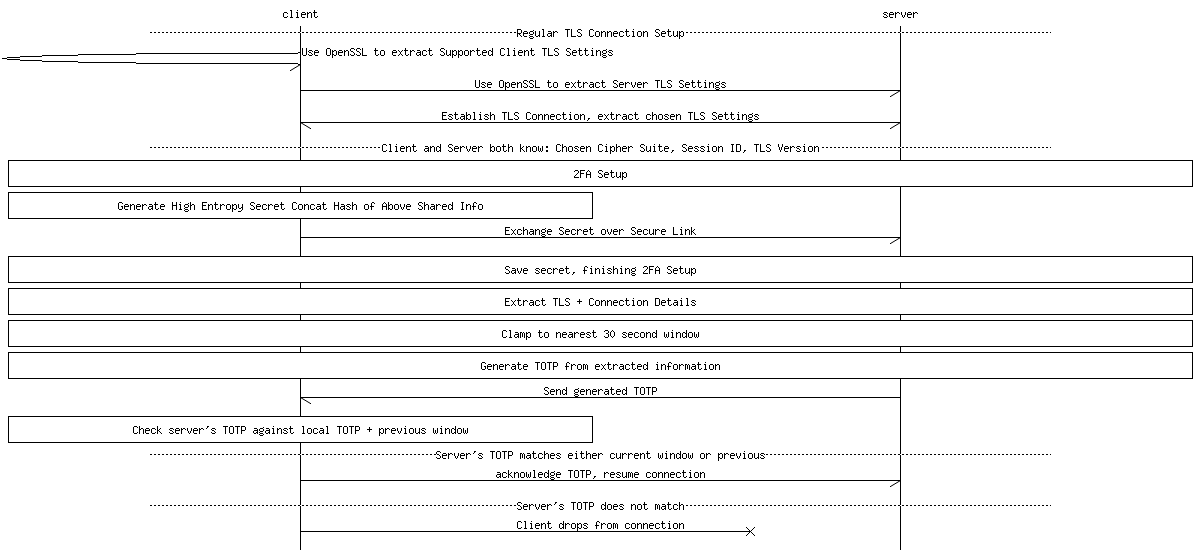 client server
Regular TLS Connection Setup
Use OpenSSL to extract Supported Client TLS Settings
Use OpenSSL to extract Server TLS Settings
Establish TLS Connection, extract chosen TLS Settings
Client and Server both know: Chosen Cipher Suite, Session ID, TLS Version
2FA Setup
Generate High Entropy Secret Concat Hash of Above Shared Info
Exchange Secret over Secure Link
Save secret, finishing 2FA Setup
Extract TLS + Connection Details
Clamp to nearest 30 second window
Generate TOTP from extracted information
Send generated TOTP
Check server's TOTP against local TOTP + previous window
Server's TOTP matches either current window or previous
acknowledge TOTP, resume connection
Server's TOTP does not match
Client drops from connection